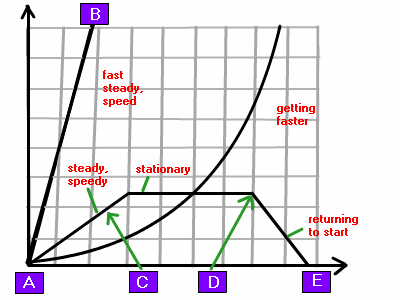 B
fast
steady,
speed
getting
faster
steady,
speedy
stationary
returning
to start
A
C
D
E